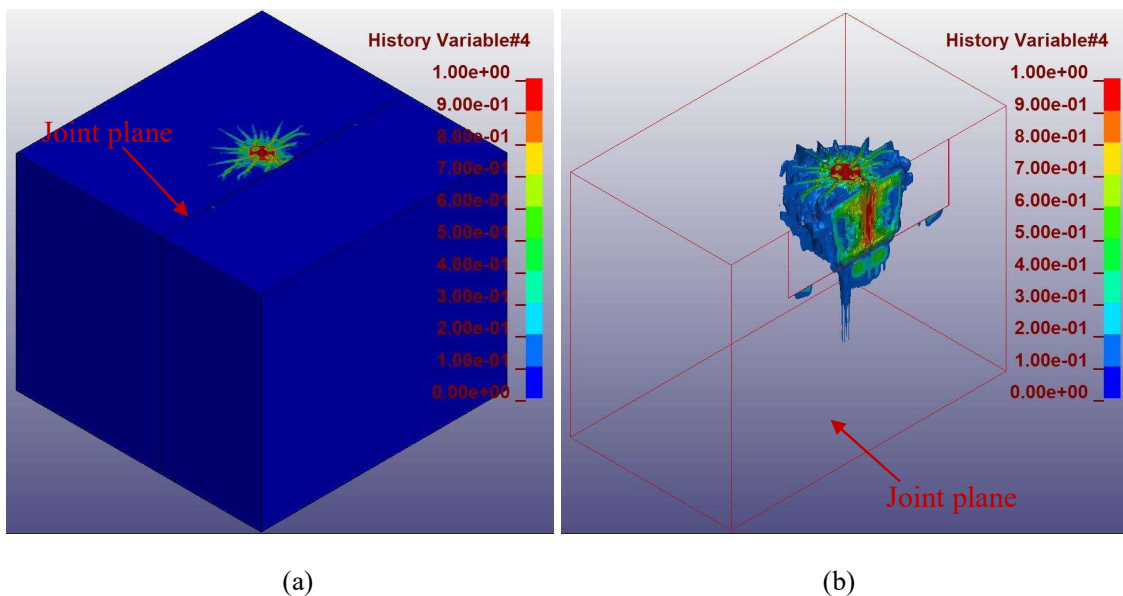 History Variable#4
1.00e+00
9.00e-01
8.00e-01
7.00e-01
6.00e-01
5.00e-01
4.00e-01
3.00e-01
2.00e-01
1.00e-01
0.00e+00
Joint plane
(a)
History Variable#4
1.00e+00
9.00e-01
8.00e-01
7.00e-01
6.00e-01
5.00e-01
4.00e-01
3.00e-01
2.00e-01
1.00e-01
0.00e+00
Joint plane
(b)